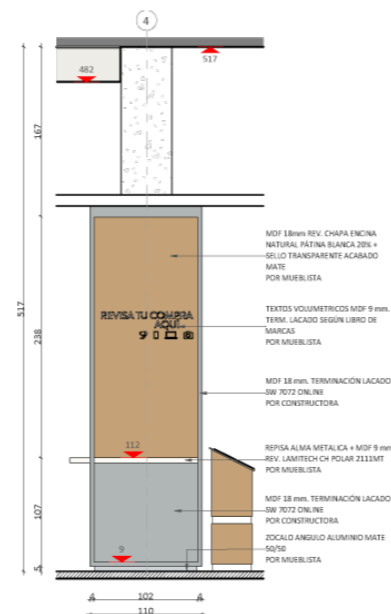 4
517
482
167
517
238
107
5
MDF 18mm REV. CHAPA ENCINA
NATURAL PÁTINA BLANCA 20% +
SELLO TRANSPARENTE ACABADO
MATE
POR MUEBLISTA
REVISA TU COMPRA
AQUÍ
TEXTOS VOLUMETRICOS MDF 9 mm.
TERM. LACADO SEGÚN LIBRO DE
MARCAS
POR MUEBLISTA
MDF 18 mm. TERMINACIÓN LACADO
SW 7072 ONLINE
POR CONSTRUCTORA
112
REPISA ALMA METALICA + MDF 9 mm
REV. LAMITECH CH POLAR 2111MT
POR MUEBLISTA
MDF 18 mm. TERMINACIÓN LACADO
SW 7072 ONLINE
POR CONSTRUCTORA
9
ZOCALO ANGULO ALUMINIO MATE
50/50
POR MUEBLISTA
4 102 4
110